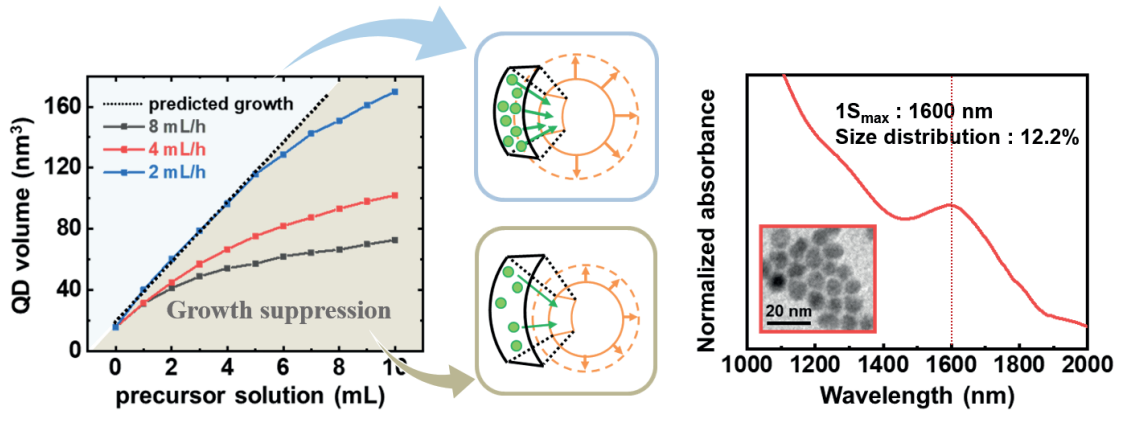 QD volume (nm³)
160
120
80
40
0
predicted growth
8 mL/h
4 mL/h
2 mL/h
Growth suppression
0 2 4 6 8 10
precursor solution (mL)
Normalized absorbance
1Smax : 1600 nm
Size distribution : 12.2%
20 nm
1000 1200 1400 1600 1800 2000
Wavelength (nm)